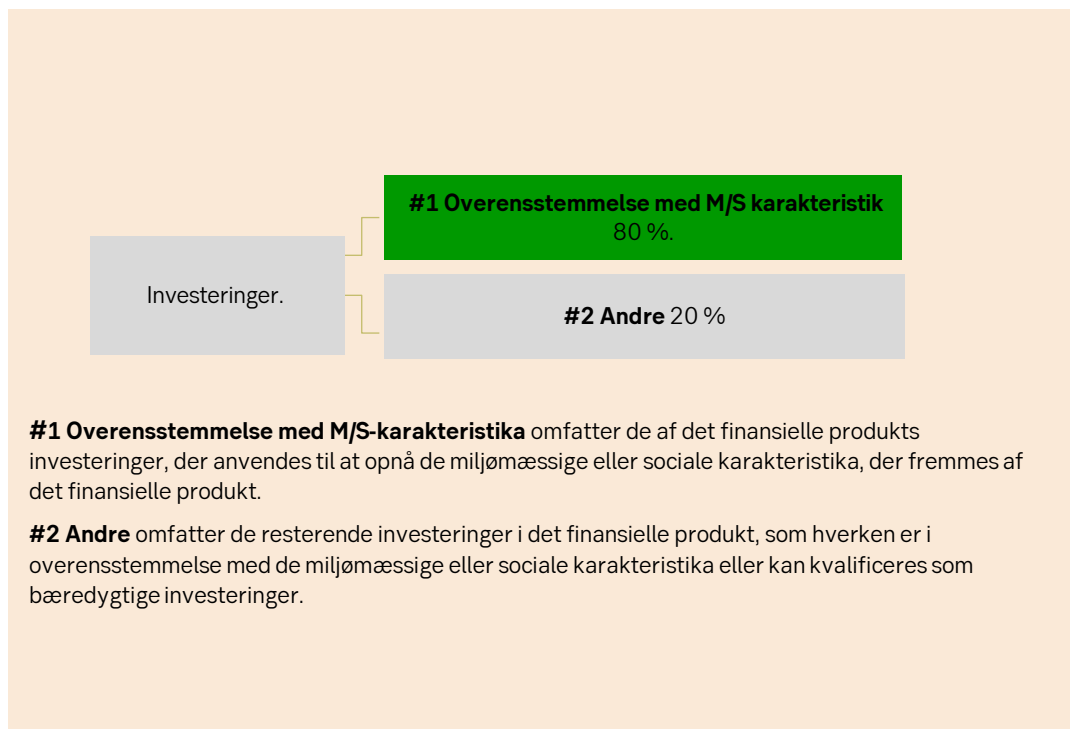 #1 Overensstemmelse med M/S karakteristik
80 %.
Investeringer.
#2 Andre 20 %
#1 Overensstemmelse med M/S-karakteristika omfatter de af det finansielle produkts
investeringer, der anvendes til at opnå de miljømæssige eller sociale karakteristika, der fremmes af
det finansielle produkt.
#2 Andre omfatter de resterende investeringer i det finansielle produkt, som hverken er i
overensstemmelse med de miljømæssige eller sociale karakteristika eller kan kvalificeres som
bæredygtige investeringer.